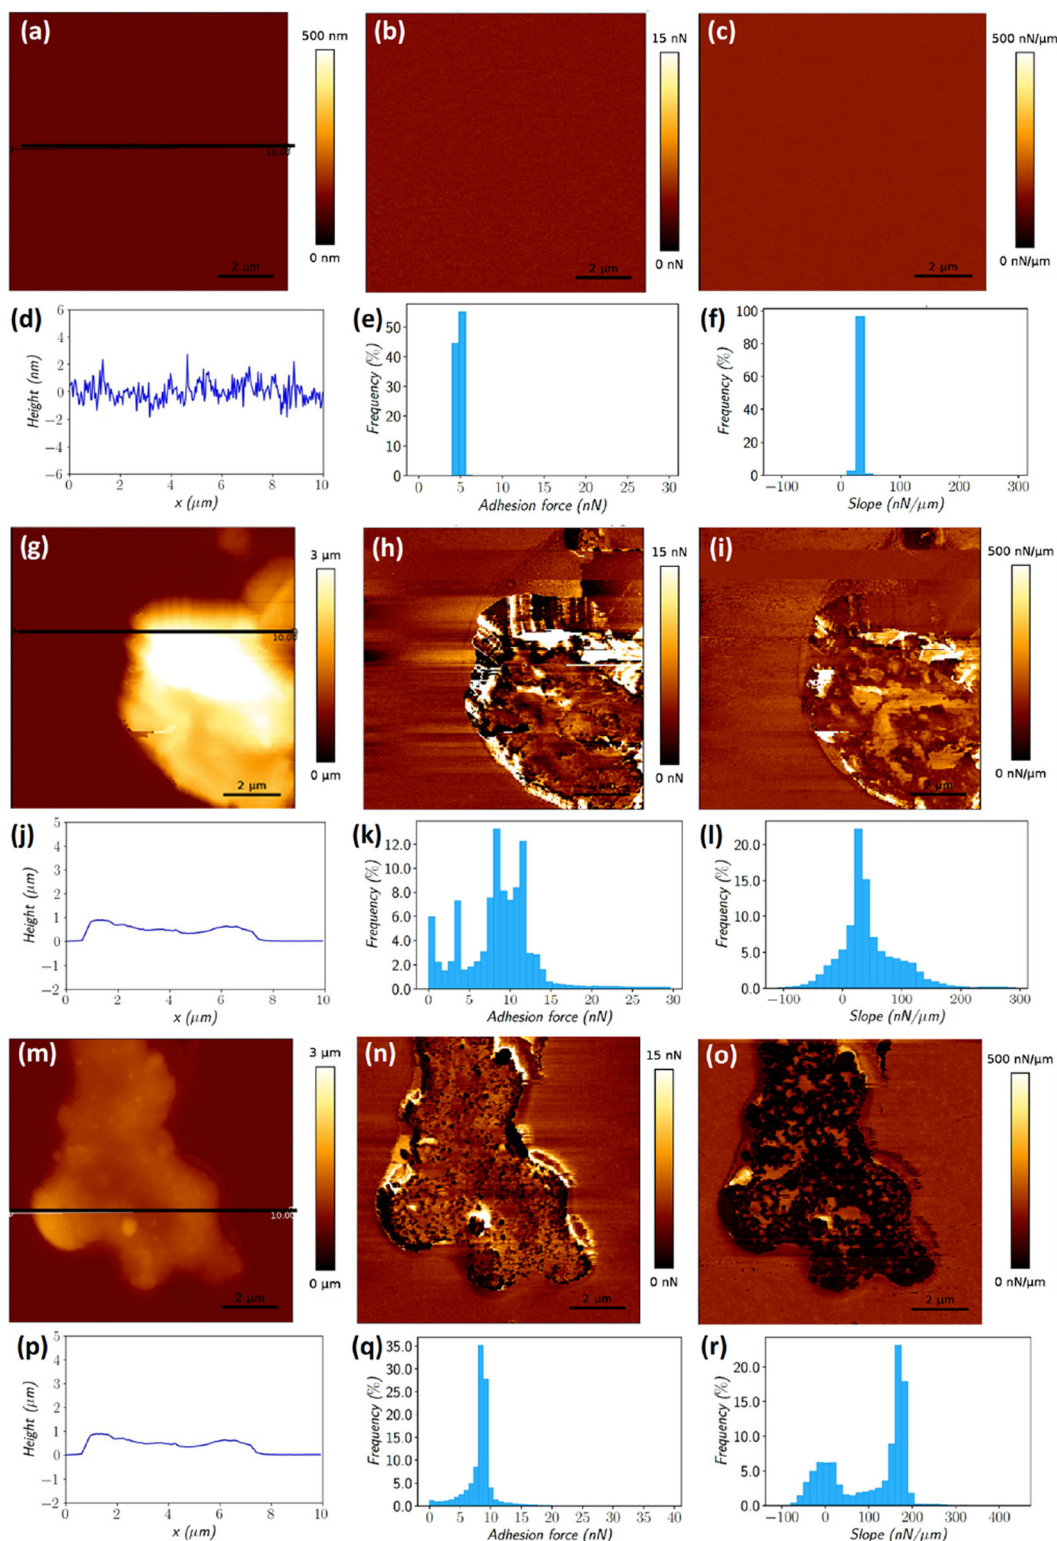 (a)
500 nm
0 nm
10.00
2 μm
(b)
15 nN
0 nN
2 μm
(c)
500 nN/μm
0 nN/μm
2 μm
(d)
6
4
2
0
−2
−4
−6
Height (nm)
0 2 4 6 8 10
x (μm)
(e)
50
40
30
20
10
0
Frequency (%)
0 5 10 15 20 25 30
Adhesion force (nN)
(f)
100
80
60
40
20
0
Frequency (%)
−100 0 100 200 300
Slope (nN/μm)
(g)
3 μm
0 μm
10.00
2 μm
(h)
15 nN
0 nN
2 μm
(i)
500 nN/μm
0 nN/μm
2 μm
(j)
5
4
3
2
1
0
−1
−2
Height (μm)
0 2 4 6 8 10
x (μm)
(k)
12.0
10.0
8.0
6.0
4.0
2.0
0.0
Frequency (%)
0 5 10 15 20 25 30
Adhesion force (nN)
(l)
20.0
15.0
10.0
5.0
0.0
Frequency (%)
−100 0 100 200 300
Slope (nN/μm)
(m)
3 μm
0 μm
10.00
2 μm
(n)
15 nN
0 nN
2 μm
(o)
500 nN/μm
0 nN/μm
2 μm
(p)
5
4
3
2
1
0
−1
−2
Height (μm)
0 2 4 6 8 10
x (μm)
(q)
35.0
30.0
25.0
20.0
15.0
10.0
5.0
0.0
Frequency (%)
0 5 10 15 20 25 30 35 40
Adhesion force (nN)
(r)
20.0
15.0
10.0
5.0
0.0
Frequency (%)
−100 0 100 200 300 400
Slope (nN/μm)